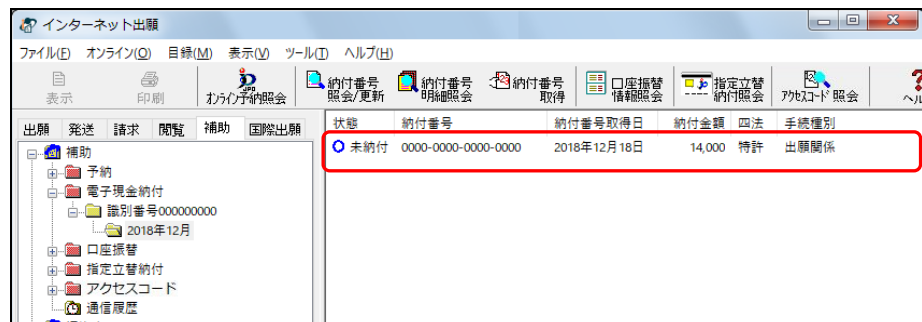 インターネット出願
ファイル(F) オンライン(O) 目録(M) 表示(V) ツール(T) ヘルプ(H)
表示 印刷 オンライン予納照会 納付番号照会/更新 納付番号明細照会 納付番号取得 口座振替情報照会 指定立替納付照会 アクセスコード照会
出願 発送 請求 閲覧 補助 国際出願
状態 納付番号 納付番号取得日 納付金額 四法 手続種別
未納付 0000-0000-0000-0000 2018年12月18日 14,000 特許 出願関係
補助
予納
電子現金納付
識別番号000000000
2018年12月
口座振替
指定立替納付
アクセスコード
通信履歴